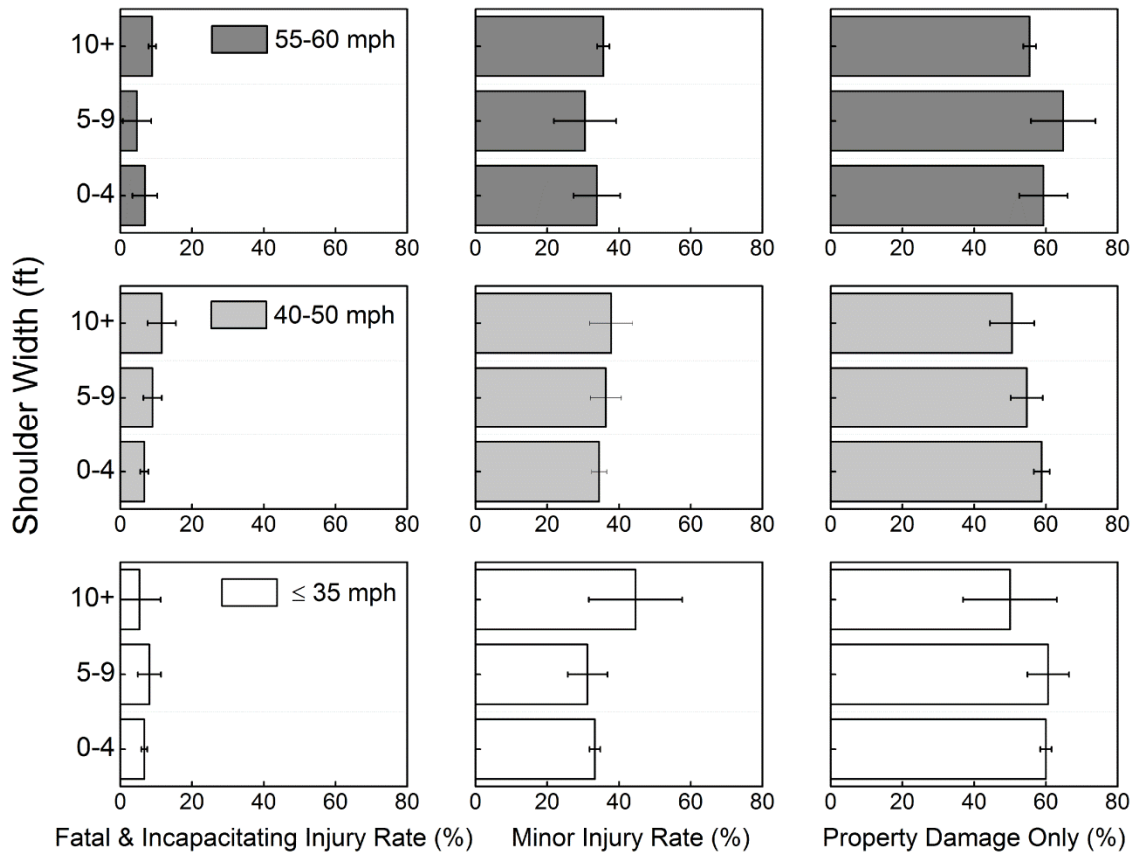 10+
5-9
0-4
55-60 mph
0 20 40 60 80
0 20 40 60 80
0 20 40 60 80
10+
5-9
0-4
40-50 mph
0 20 40 60 80
0 20 40 60 80
0 20 40 60 80
10+
5-9
0-4
≤ 35 mph
0 20 40 60 80
0 20 40 60 80
0 20 40 60 80
Shoulder Width (ft)
Fatal & Incapacitating Injury Rate (%)
Minor Injury Rate (%)
Property Damage Only (%)